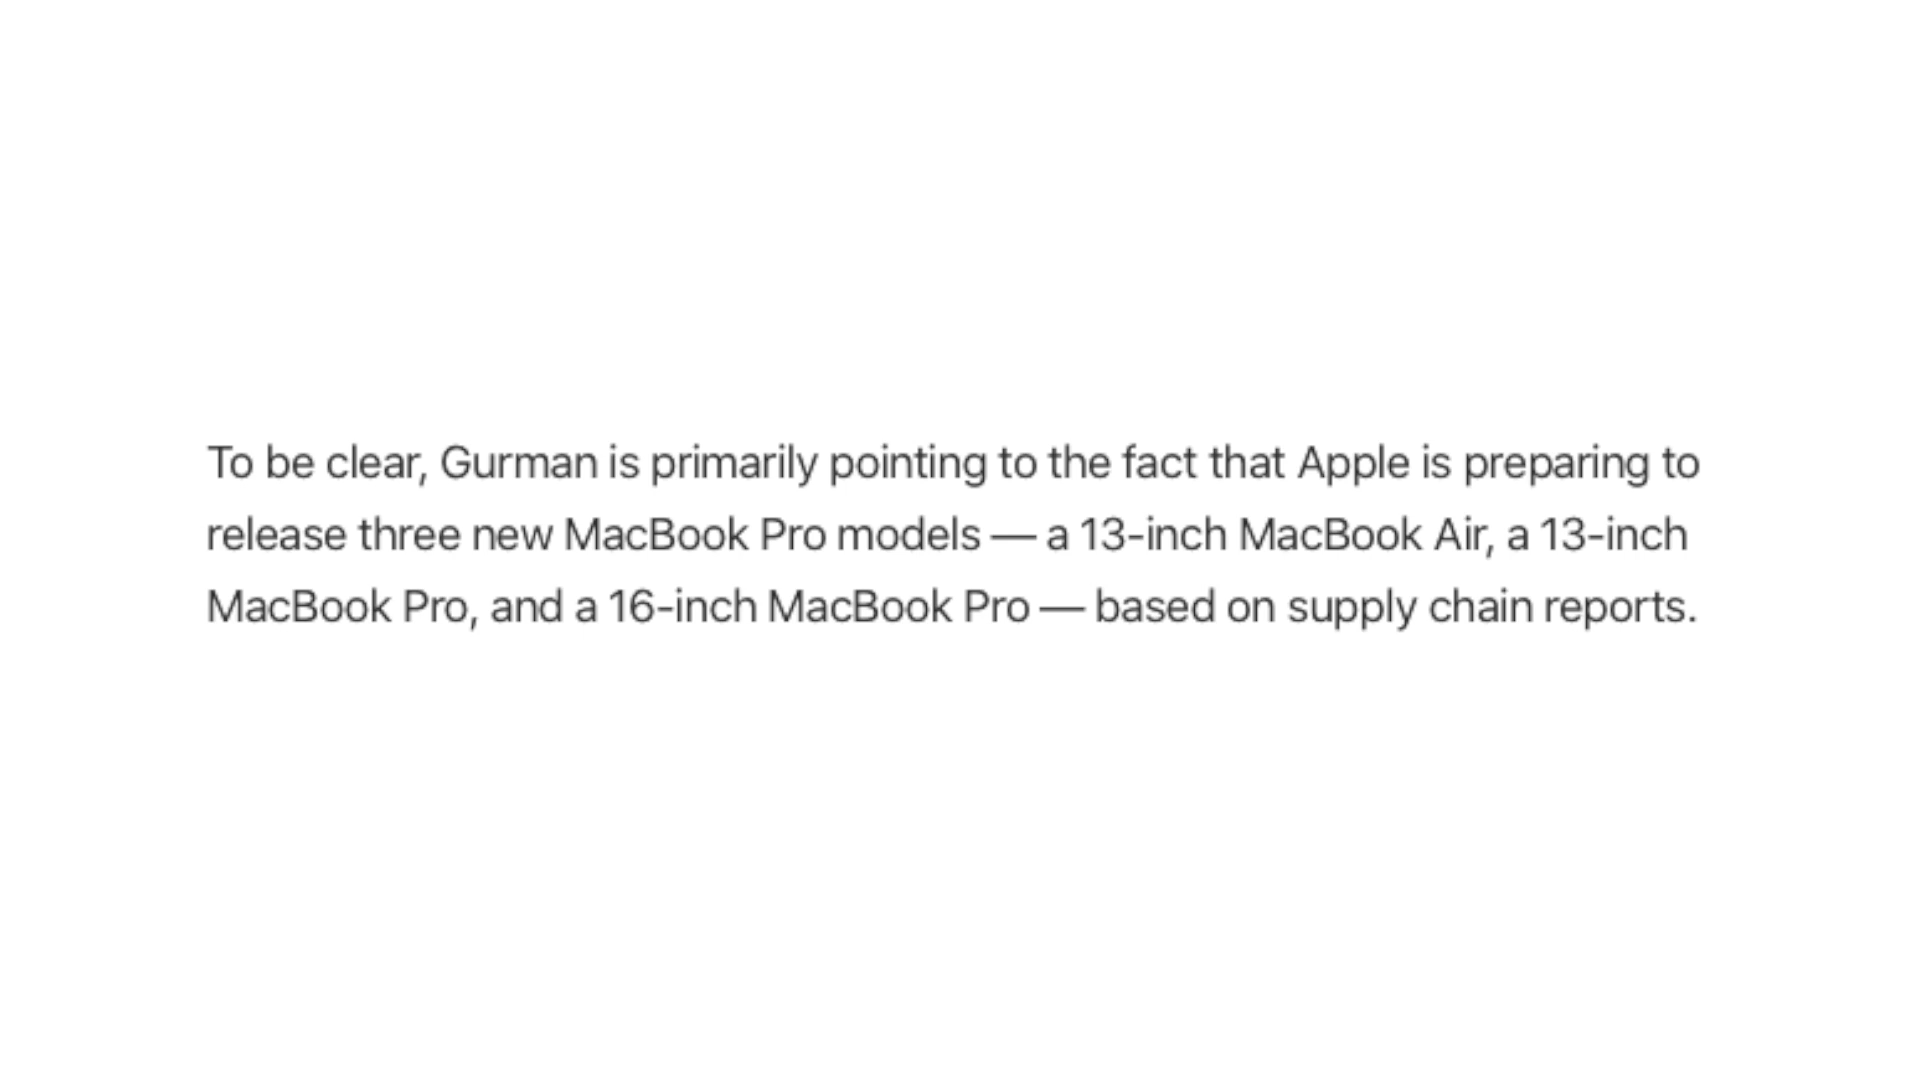 To be clear, Gurman is primarily pointing to the fact that Apple is preparing to
release three new MacBook Pro models — a 13-inch MacBook Air, a 13-inch
MacBook Pro, and a 16-inch MacBook Pro — based on supply chain reports.